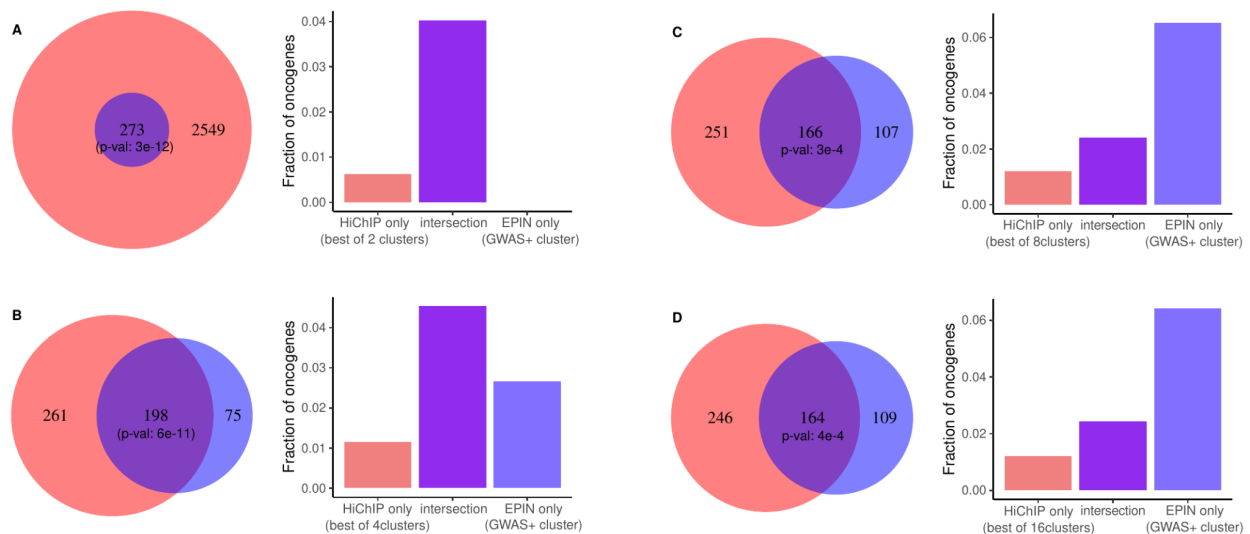 A
273
2549
(p-val: 3e-12)
Fraction of oncogenes
0.04
0.03
0.02
0.01
0.00
HiChIP only
(best of 2 clusters)
intersection
EPIN only
(GWAS+ cluster)
B
261
198
75
(p-val: 6e-11)
Fraction of oncogenes
0.04
0.03
0.02
0.01
0.00
HiChIP only
(best of 4clusters)
intersection
EPIN only
(GWAS+ cluster)
C
251
166
107
p-val: 3e-4
Fraction of oncogenes
0.06
0.04
0.02
0.00
HiChIP only
(best of 8clusters)
intersection
EPIN only
(GWAS+ cluster)
D
246
164
109
p-val: 4e-4
Fraction of oncogenes
0.06
0.04
0.02
0.00
HiChIP only
(best of 16clusters)
intersection
EPIN only
(GWAS+ cluster)